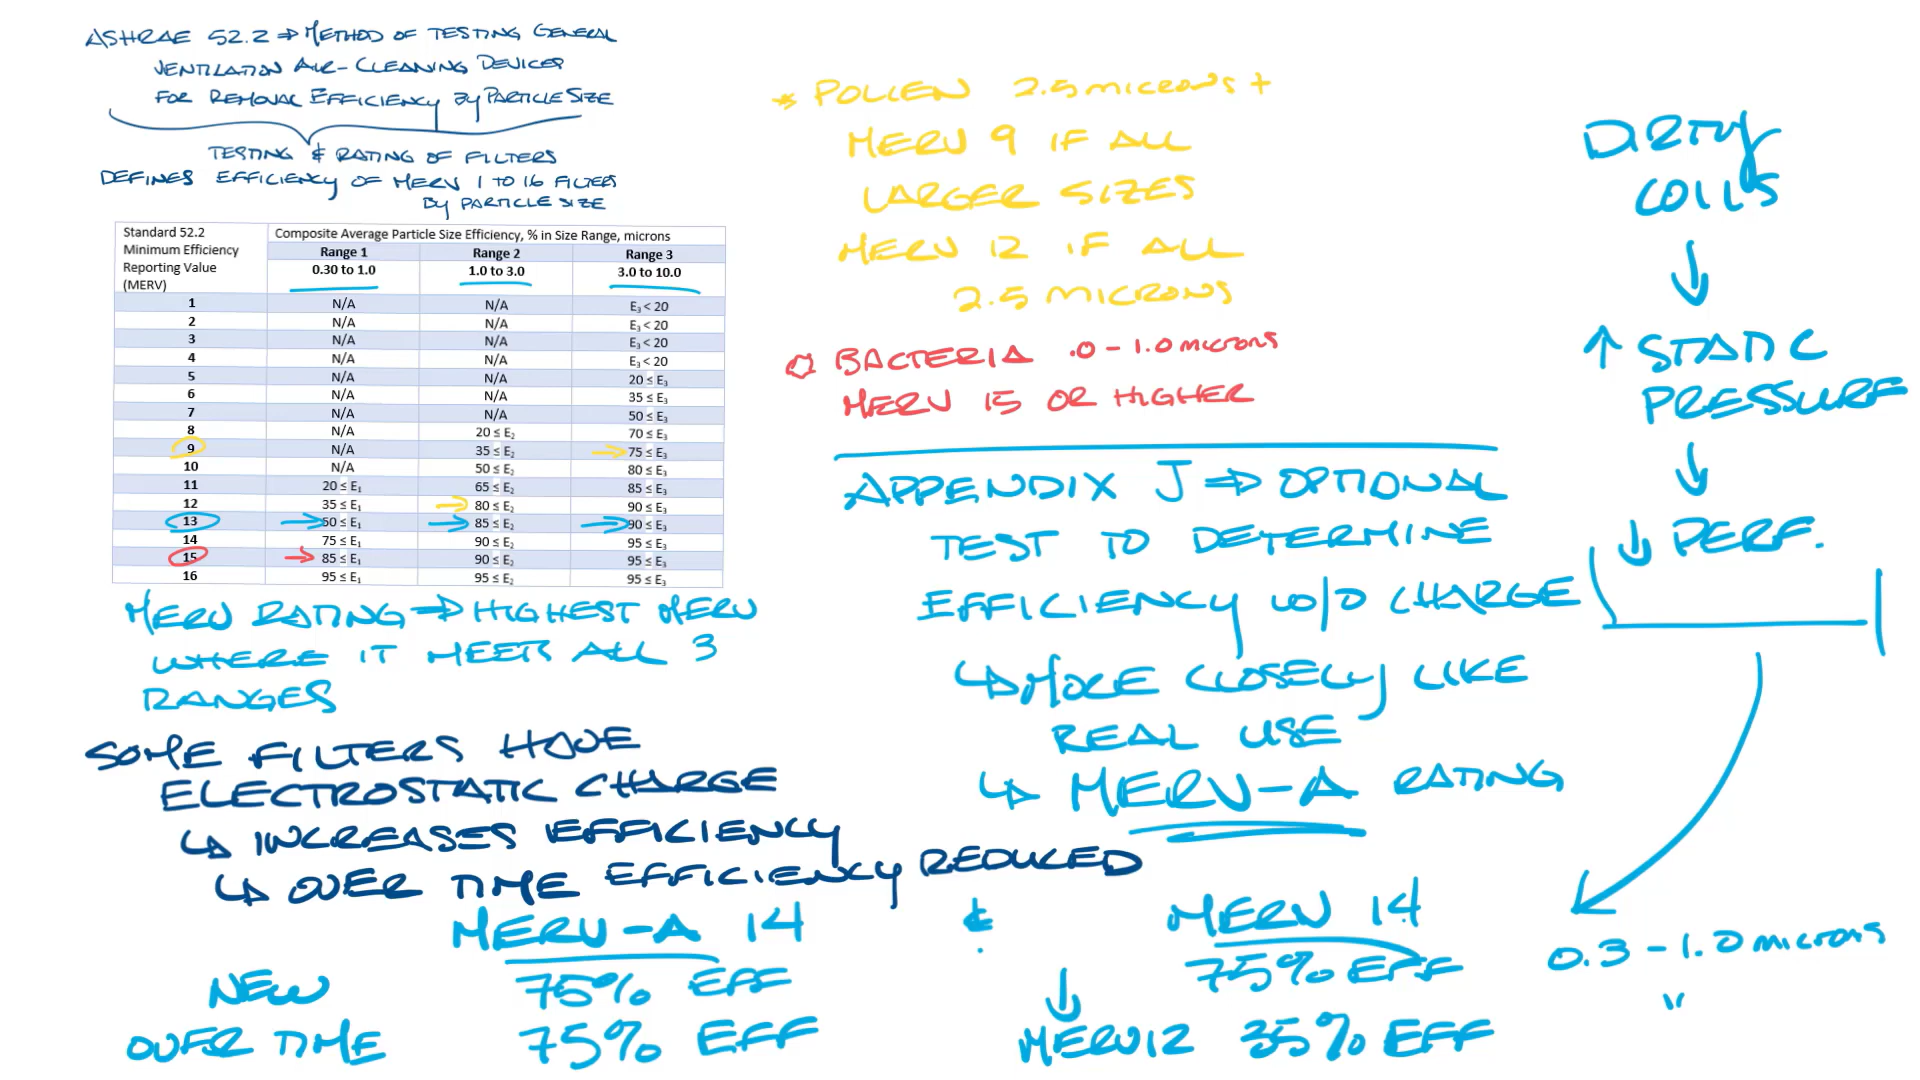 ASHRAE 52.2 ⇒ METHOD OF TESTING GENERAL
VENTILATION AIR-CLEANING DEVICES
FOR REMOVAL EFFICIENCY BY PARTICLE SIZE
TESTING & RATING OF FILTERS
DEFINES EFFICIENCY OF MERV 1 TO 16 FILTERS
BY PARTICLE SIZE
Standard 52.2 Minimum Efficiency Reporting Value (MERV) Composite Average Particle Size Efficiency, % in Size Range, microns
Range 1 Range 2 Range 3
0.30 to 1.0 1.0 to 3.0 3.0 to 10.0
1 N/A N/A E₃ < 20
2 N/A N/A E₃ < 20
3 N/A N/A E₃ < 20
4 N/A N/A E₃ < 20
5 N/A N/A 20 ≤ E₃
6 N/A N/A 35 ≤ E₃
7 N/A N/A 50 ≤ E₃
8 N/A 20 ≤ E₂ 70 ≤ E₃
9 N/A 35 ≤ E₂ → 75 ≤ E₃
10 N/A 50 ≤ E₂ 80 ≤ E₃
11 20 ≤ E₁ 65 ≤ E₂ 85 ≤ E₃
12 35 ≤ E₁ → 80 ≤ E₂ 90 ≤ E₃
13 → 50 ≤ E₁ → 85 ≤ E₂ → 90 ≤ E₃
14 75 ≤ E₁ 90 ≤ E₂ 95 ≤ E₃
15 → 85 ≤ E₁ 90 ≤ E₂ 95 ≤ E₃
16 95 ≤ E₁ 95 ≤ E₂ 95 ≤ E₃
MERV RATING ⇒ HIGHEST MERV
WHERE IT MEETS ALL 3
RANGES
SOME FILTERS HAVE
ELECTROSTATIC CHARGE
↳ INCREASES EFFICIENCY
↳ OVER TIME EFFICIENCY REDUCED
* POLLEN 2.5 microns +
MERV 9 IF ALL
LARGER SIZES
MERV 12 IF ALL
2.5 MICRONS
BACTERIA .0 - 1.0 microns
MERV 15 OR HIGHER
APPENDIX J ⇒ OPTIONAL
TEST TO DETERMINE
EFFICIENCY w/o CHARGE
↳ MORE CLOSELY LIKE
REAL USE
↳ MERV-A RATING
MERV-A 14 & MERV 14
NEW 75% EFF 75% EFF
OVER TIME 75% EFF ↓ MERV 12 35% EFF
DIRTY
COILS
↓
↑ STATIC
PRESSURE
↓
↓ PERF.
0.3 - 1.0 microns
"